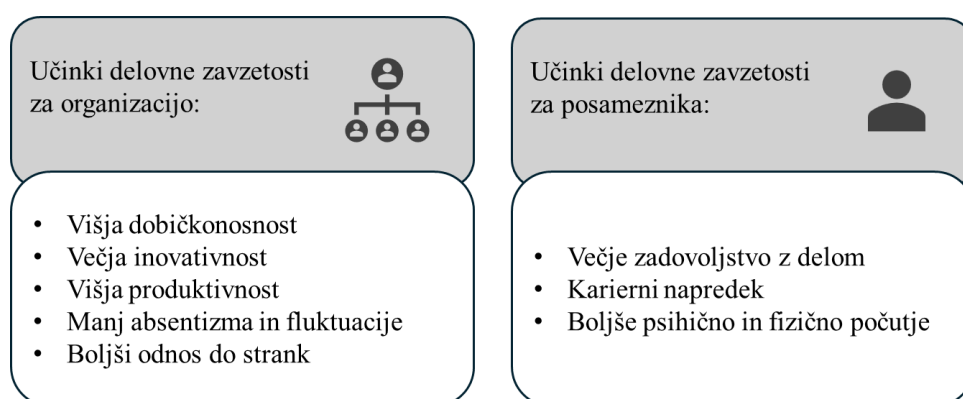 Učinki delovne zavzetosti
za organizacijo:
• Višja dobičkonosnost
• Večja inovativnost
• Višja produktivnost
• Manj absentizma in fluktuacije
• Boljši odnos do strank
Učinki delovne zavzetosti
za posameznika:
• Večje zadovoljstvo z delom
• Karierni napredek
• Boljše psihično in fizično počutje